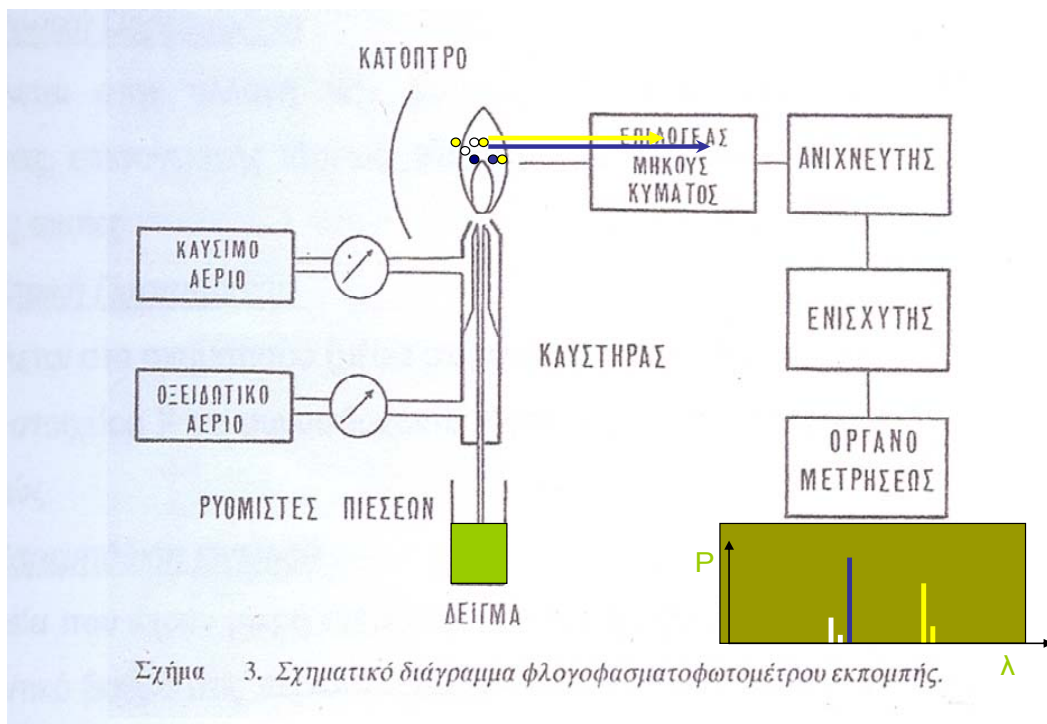 ΚΑΤΟΠΤΡΟ
ΕΠΙΛΟΓΕΑΣ
ΜΗΚΟΥΣ
ΚΥΜΑΤΟΣ
ΑΝΙΧΝΕΥΤΗΣ
ΚΑΥΣΙΜΟ
ΑΕΡΙΟ
ΕΝΙΣΧΥΤΗΣ
ΚΑΥΣΤΗΡΑΣ
ΟΞΕΙΔΩΤΙΚΟ
ΑΕΡΙΟ
ΟΡΓΑΝΟ
ΜΕΤΡΗΣΕΩΣ
ΡΥΘΜΙΣΤΕΣ ΠΙΕΣΕΩΝ
P
ΔΕΙΓΜΑ
λ
Σχήμα 3. Σχηματικό διάγραμμα φλογοφασματοφωτομέτρου εκπομπής.